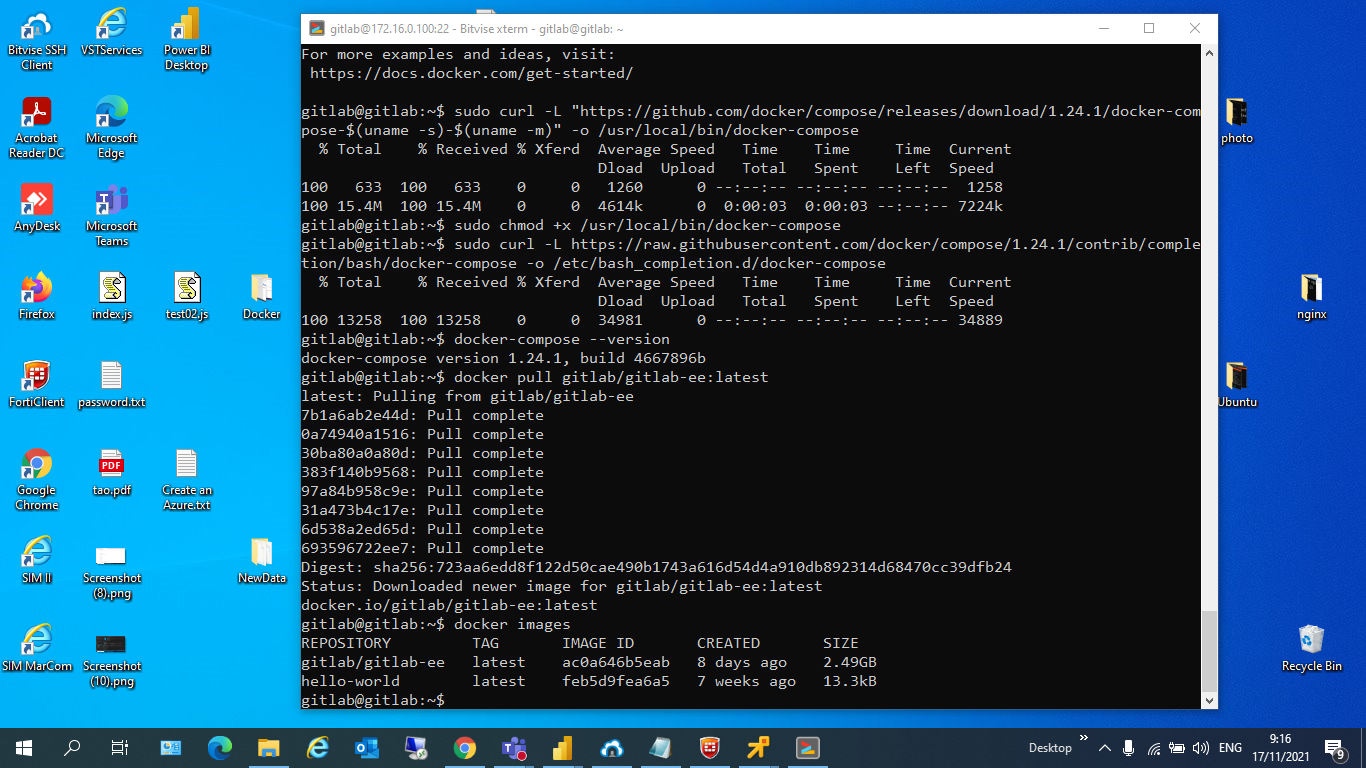 gitlab@172.16.0.100:22 - Bitvise xterm - gitlab@gitlab: ~
For more examples and ideas, visit:
https://docs.docker.com/get-started/
gitlab@gitlab:~$ sudo curl -L "https://github.com/docker/compose/releases/download/1.24.1/docker-com
pose-$(uname -s)-$(uname -m)" -o /usr/local/bin/docker-compose
% Total % Received % Xferd Average Speed Time Time Time Current
Dload Upload Total Spent Left Speed
100 633 100 633 0 0 1260 0 --:--:-- --:--:-- --:--:-- 1258
100 15.4M 100 15.4M 0 0 4614k 0 0:00:03 0:00:03 --:--:-- 7224k
gitlab@gitlab:~$ sudo chmod +x /usr/local/bin/docker-compose
gitlab@gitlab:~$ sudo curl -L https://raw.githubusercontent.com/docker/compose/1.24.1/contrib/comple
tion/bash/docker-compose -o /etc/bash_completion.d/docker-compose
% Total % Received % Xferd Average Speed Time Time Time Current
Dload Upload Total Spent Left Speed
100 13258 100 13258 0 0 34981 0 --:--:-- --:--:-- --:--:-- 34889
gitlab@gitlab:~$ docker-compose --version
docker-compose version 1.24.1, build 4667896b
gitlab@gitlab:~$ docker pull gitlab/gitlab-ee:latest
latest: Pulling from gitlab/gitlab-ee
7b1a6ab2e44d: Pull complete
0a74940a1516: Pull complete
30ba80a0a80d: Pull complete
383f140b9568: Pull complete
97a84b958c9e: Pull complete
31a473b4c17e: Pull complete
6d538a2ed65d: Pull complete
693596722ee7: Pull complete
Digest: sha256:723aa6edd8f122d50cae490b1743a616d54d4a910db892314d68470cc39dfb24
Status: Downloaded newer image for gitlab/gitlab-ee:latest
docker.io/gitlab/gitlab-ee:latest
gitlab@gitlab:~$ docker images
REPOSITORY TAG IMAGE ID CREATED SIZE
gitlab/gitlab-ee latest ac0a646b5eab 8 days ago 2.49GB
hello-world latest feb5d9fea6a5 7 weeks ago 13.3kB
gitlab@gitlab:~$
Bitvise SSH
Client
VSTServices
Power BI
Desktop
Acrobat
Reader DC
Microsoft
Edge
AnyDesk
Microsoft
Teams
Firefox
index.js
test02.js
Docker
FortiClient
password.txt
Google
Chrome
PDF
tao.pdf
Create an
Azure.txt
SIM II
Screenshot
(8).png
NewData
SIM MarCom
Screenshot
(10).png
photo
nginx
Ubuntu
Recycle Bin
Desktop
ENG
9:16
17/11/2021
9